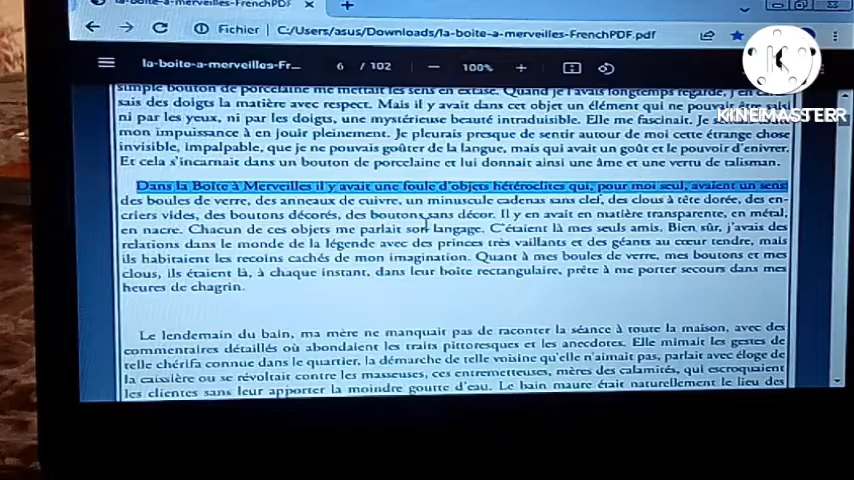 la-boite-a-merveilles-FrenchPDF
Fichier | C:/Users/asus/Downloads/la-boite-a-merveilles-FrenchPDF.pdf
la-boite-a-merveilles-Fr... 6 / 102 100%
KINEMASTER
simple bouton de porcelaine me mettait les sens en extase. Quand je l'avais longtemps regardé, j'en
sais des doigts la matière avec respect. Mais il y avait dans cet objet un élément qui ne pouvait être saisi
ni par les yeux, ni par les doigts, une mystérieuse beauté intraduisible. Elle me fascinait. Je
mon impuissance à en jouir pleinement. Je pleurais presque de sentir autour de moi cette étrange chose
invisible, impalpable, que je ne pouvais goûter de la langue, mais qui avait un goût et le pouvoir d'enivrer.
Et cela s'incarnait dans un bouton de porcelaine et lui donnait ainsi une âme et une vertu de talisman.
Dans la Boîte à Merveilles il y avait une foule d'objets hétéroclites qui, pour moi seul, avaient un sens:
des boules de verre, des anneaux de cuivre, un minuscule cadenas sans clef, des clous à tête dorée, des en-
criers vides, des boutons décorés, des boutons sans décor. Il y en avait en matière transparente, en métal,
en nacre. Chacun de ces objets me parlait son langage. C'étaient là mes seuls amis. Bien sûr, j'avais des
relations dans le monde de la légende avec des princes très vaillants et des géants au cœur tendre, mais
ils habitaient les recoins cachés de mon imagination. Quant à mes boules de verre, mes boutons et mes
clous, ils étaient là, à chaque instant, dans leur boîte rectangulaire, prête à me porter secours dans mes
heures de chagrin.
Le lendemain du bain, ma mère ne manquait pas de raconter la séance à toute la maison, avec des
commentaires détaillés où abondaient les traits pittoresques et les anecdotes. Elle mimait les gestes de
telle chérifa connue dans le quartier, la démarche de telle voisine qu'elle n'aimait pas, parlait avec éloge de
la caissière ou se révoltait contre les masseuses, ces entremetteuses, mères des calamités, qui escroquaient
les clientes sans leur apporter la moindre goutte d'eau. Le bain maure était naturellement le lieu des